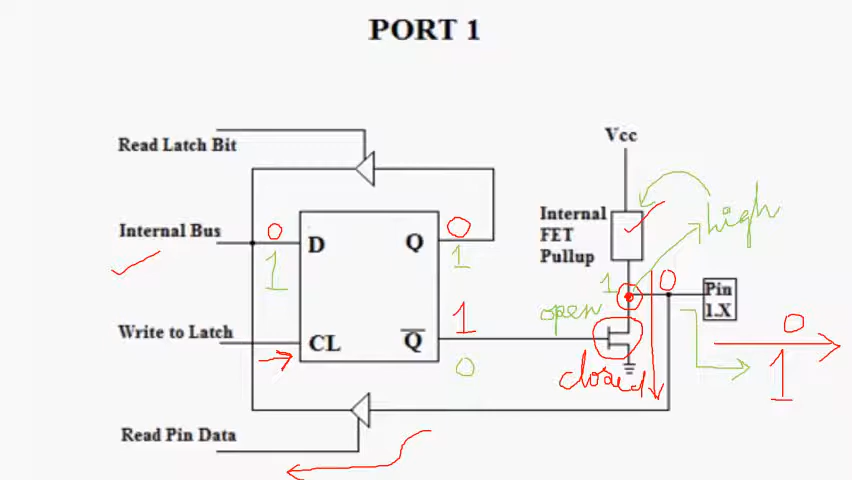 PORT 1
Read Latch Bit
Vcc
Internal Bus
0
1
D
Q
0
1
Internal
FET
Pullup
high
1
0
Pin
1.X
open
Write to Latch
CL
Q
1
0
closed
0
1
Read Pin Data